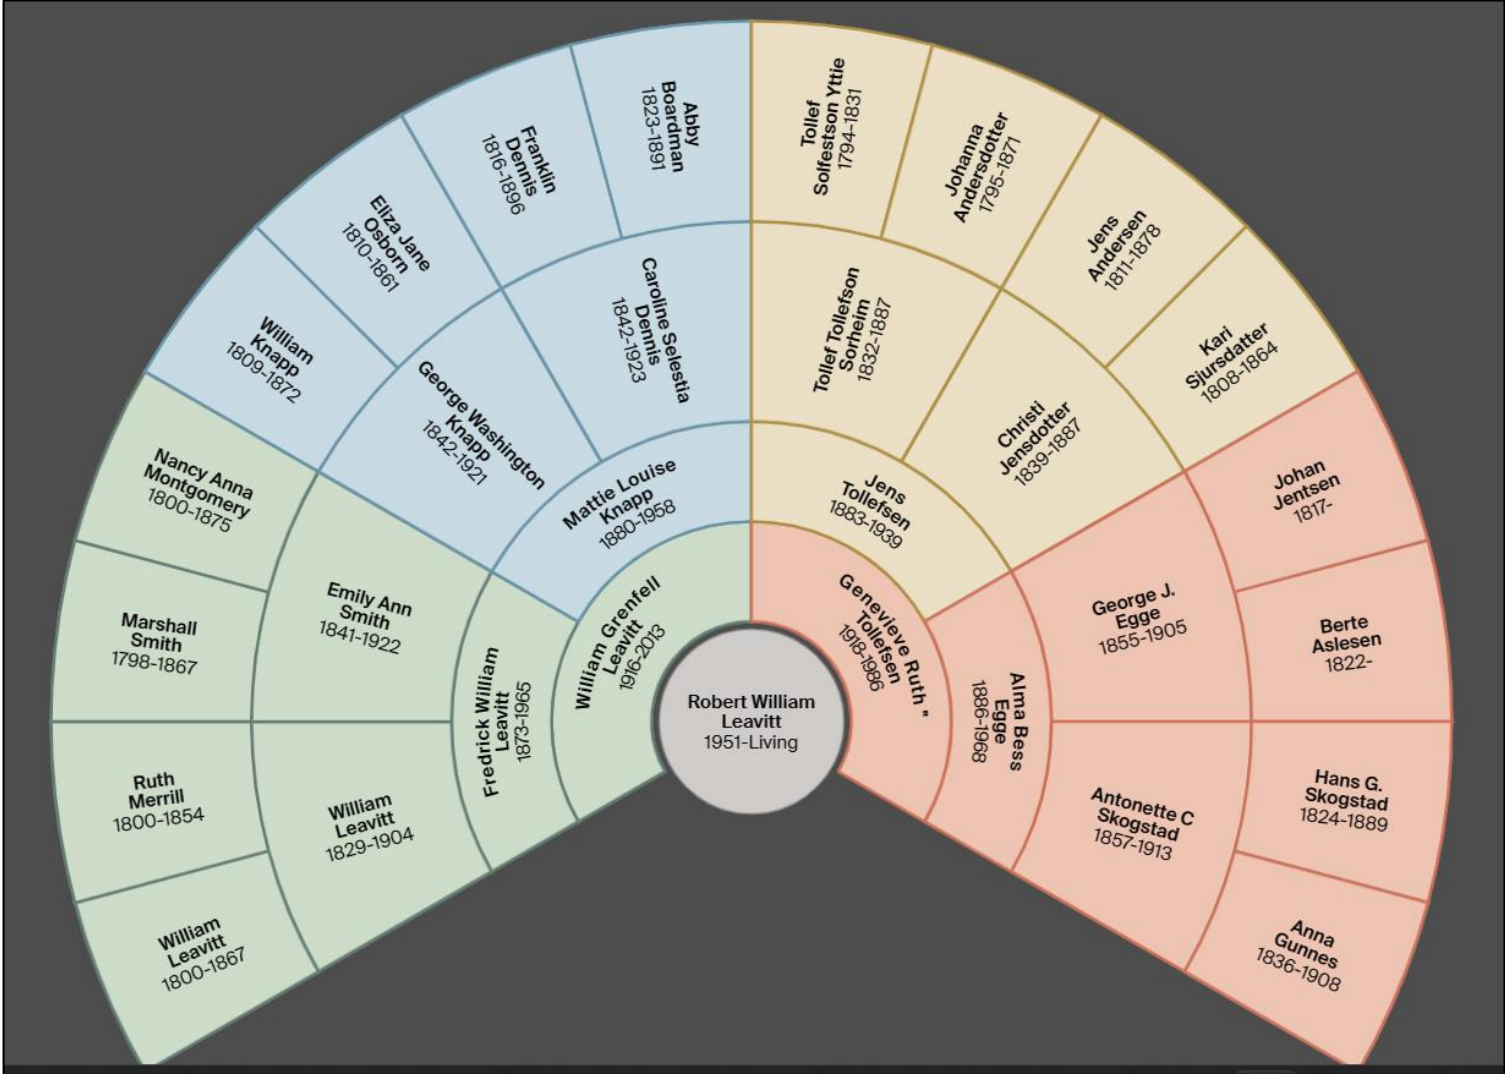 Robert William
Leavitt
1951-Living
William Grenfell
Leavitt
1916-2013
Genevieve Ruth "
Tollefsen
1918-1986
Fredrick William
Leavitt
1873-1965
Mattie Louise
Knapp
1880-1958
Jens
Tollefsen
1883-1939
Alma Bess
Egge
1886-1968
William
Leavitt
1829-1904
Emily Ann
Smith
1841-1922
George Washington
Knapp
1842-1921
Caroline Selestia
Dennis
1842-1923
Tollef Tollefson
Sorheim
1832-1887
Christi
Jensdotter
1839-1887
George J.
Egge
1855-1905
Antonette C
Skogstad
1857-1913
William
Leavitt
1800-1867
Ruth
Merrill
1800-1854
Marshall
Smith
1798-1867
Nancy Anna
Montgomery
1800-1875
William
Knapp
1809-1872
Eliza Jane
Osborn
1810-1861
Franklin
Dennis
1816-1896
Abby
Boardman
1823-1891
Tollef
Solfestson Yttie
1794-1831
Johanna
Andersdotter
1795-1871
Jens
Andersen
1811-1878
Kari
Sjursdatter
1808-1864
Johan
Jentsen
1817-
Berte
Aslesen
1822-
Hans G.
Skogstad
1824-1889
Anna
Gunnes
1836-1908